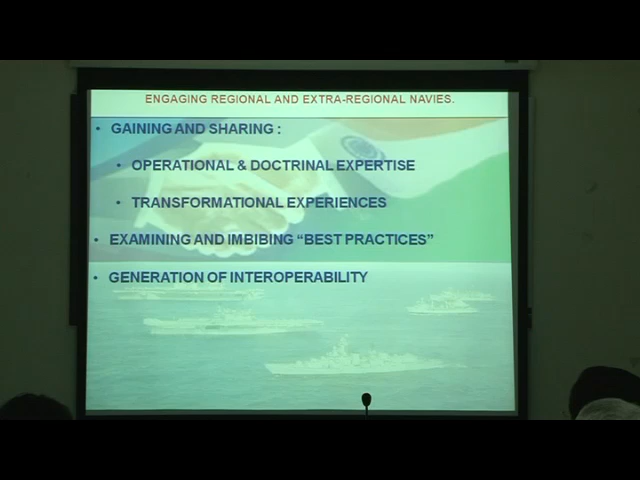 ENGAGING REGIONAL AND EXTRA-REGIONAL NAVIES.
• GAINING AND SHARING :
• OPERATIONAL & DOCTRINAL EXPERTISE
• TRANSFORMATIONAL EXPERIENCES
• EXAMINING AND IMBIBING “BEST PRACTICES”
• GENERATION OF INTEROPERABILITY